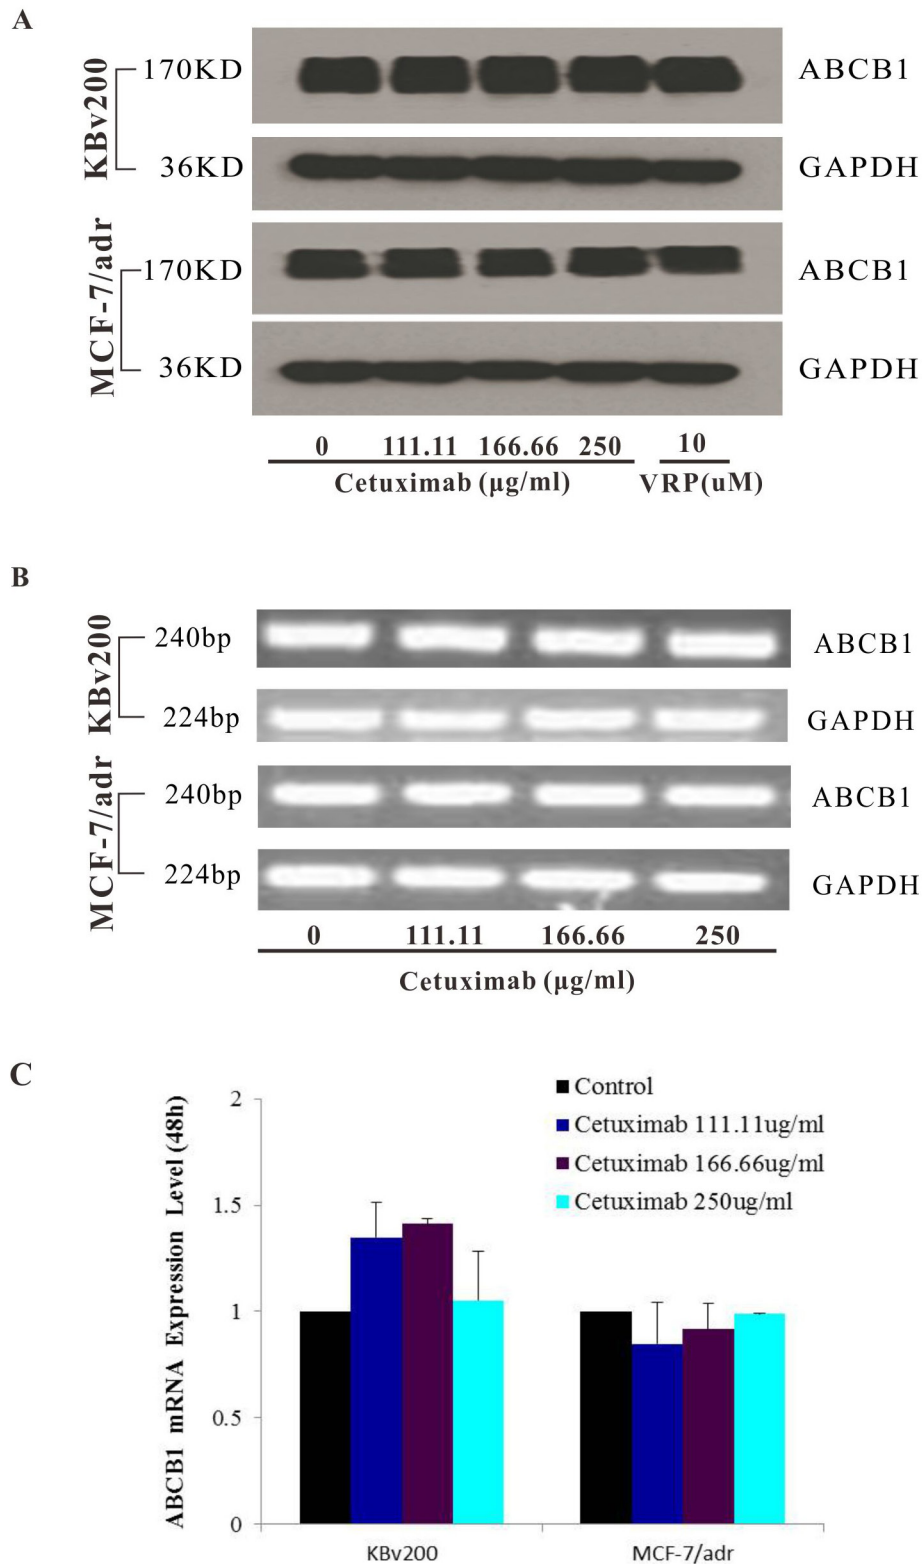 A
KBv200
170KD
ABCB1
36KD
GAPDH
MCF-7/adr
170KD
ABCB1
36KD
GAPDH
0 111.11 166.66 250 10
Cetuximab (μg/ml) VRP(uM)
B
KBv200
240bp
ABCB1
224bp
GAPDH
MCF-7/adr
240bp
ABCB1
224bp
GAPDH
0 111.11 166.66 250
Cetuximab (μg/ml)
C
ABCB1 mRNA Expression Level (48h)
2
1.5
1
0.5
0
Control
Cetuximab 111.11ug/ml
Cetuximab 166.66ug/ml
Cetuximab 250ug/ml
KBv200 MCF-7/adr